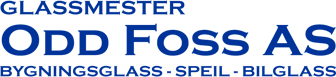 GLASSMESTER
ODD FOSS AS
BYGNINGSGLASS - SPEIL - BILGLASS